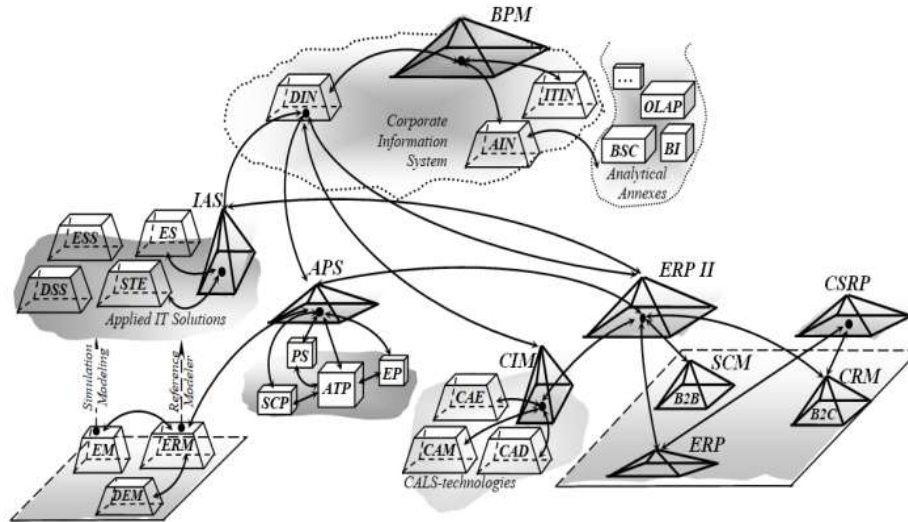 BPM
...
DIN
ITIN
OLAP
Corporate
Information
System
AIN
BSC
BI
Analytical
Annexes
IAS
ESS
ES
DSS
STE
Applied IT Solutions
APS
ERP II
CSRP
PS
EP
SCP
ATP
CIM
SCM
B2B
CRM
B2C
CAE
CAM
CAD
CALS-technologies
ERP
Simulation
Modeling
Reference
Modeler
EM
ERM
DEM